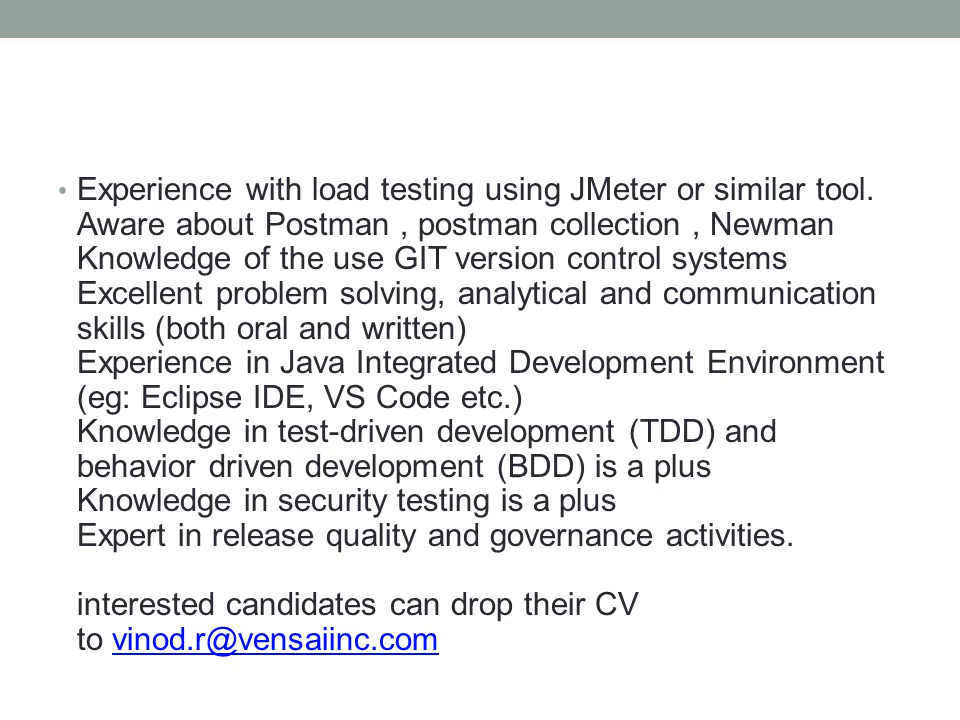 • Experience with load testing using JMeter or similar tool.
Aware about Postman , postman collection , Newman
Knowledge of the use GIT version control systems
Excellent problem solving, analytical and communication
skills (both oral and written)
Experience in Java Integrated Development Environment
(eg: Eclipse IDE, VS Code etc.)
Knowledge in test-driven development (TDD) and
behavior driven development (BDD) is a plus
Knowledge in security testing is a plus
Expert in release quality and governance activities.
interested candidates can drop their CV
to vinod.r@vensaiinc.com